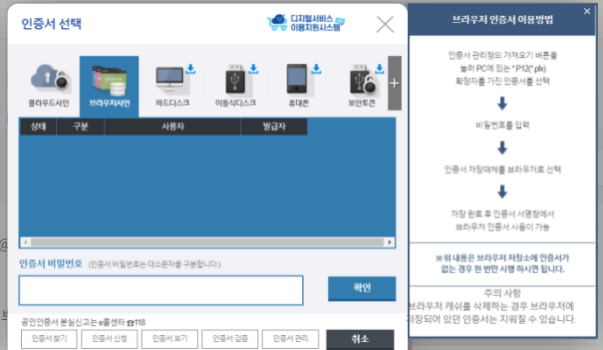 인증서 선택
디지털서비스
이용지원시스템
클라우드사인
브라우저사인
하드디스크
이동식디스크
휴대폰
보안토큰
+
상태 구분 사용자 발급자
인증서 비밀번호 (인증서 비밀번호는 대소문자를 구분합니다.)
확인
공인인증서 분실신고는 e콜센터 ☎118
인증서 찾기
인증서 신청
인증서 보기
인증서 검증
인증서 관리
취소
브라우저 인증서 이용방법
인증서 관리창의 가져오기 버튼을
눌러 PC에 있는 *.P12(*.pfx)
확장자를 가진 인증서를 선택
비밀번호를 입력
인증서 저장매체를 브라우저로 선택
저장 완료 후 인증서 서명창에서
브라우저 인증서 사용이 가능
※위 내용은 브라우저 저장소에 인증서가
없는 경우 한 번만 시행 하시면 됩니다.
주의 사항
브라우저 캐쉬를 삭제하는 경우 브라우저에
저장되어 있던 인증서는 지워질 수 있습니다.